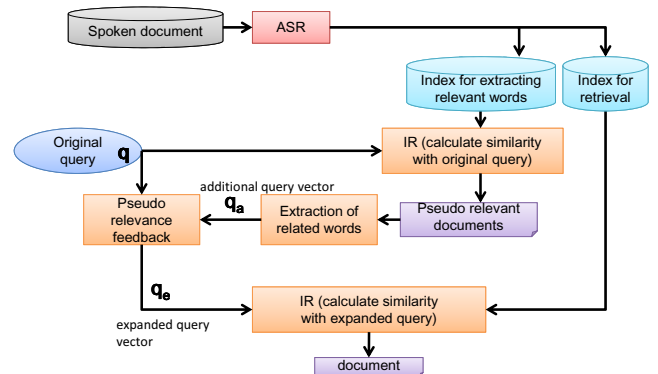 Spoken document
ASR
Index for extracting
relevant words
Index for
retrieval
Original
query
q
IR (calculate similarity
with original query)
additional query vector
Pseudo
relevance
feedback
qa
Extraction of
related words
Pseudo relevant
documents
qe
expanded query
vector
IR (calculate similarity
with expanded query)
document